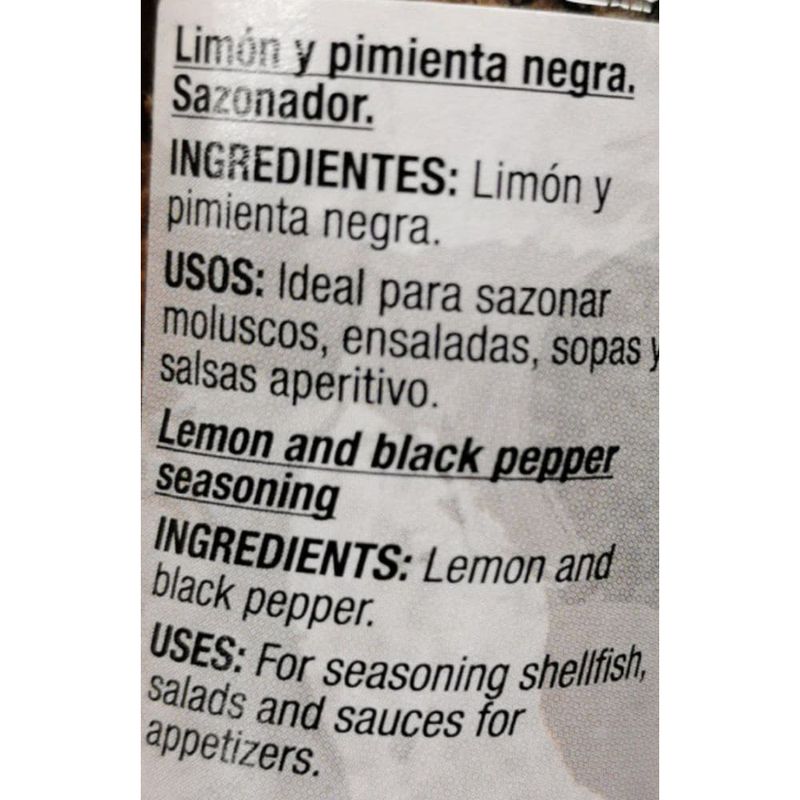 Limón y pimienta negra.
Sazonador.
INGREDIENTES: Limón y
pimienta negra.
USOS: Ideal para sazonar
moluscos, ensaladas, sopas y
salsas aperitivo.
Lemon and black pepper
seasoning
INGREDIENTS: Lemon and
black pepper.
USES: For seasoning shellfish,
salads and sauces for
appetizers.